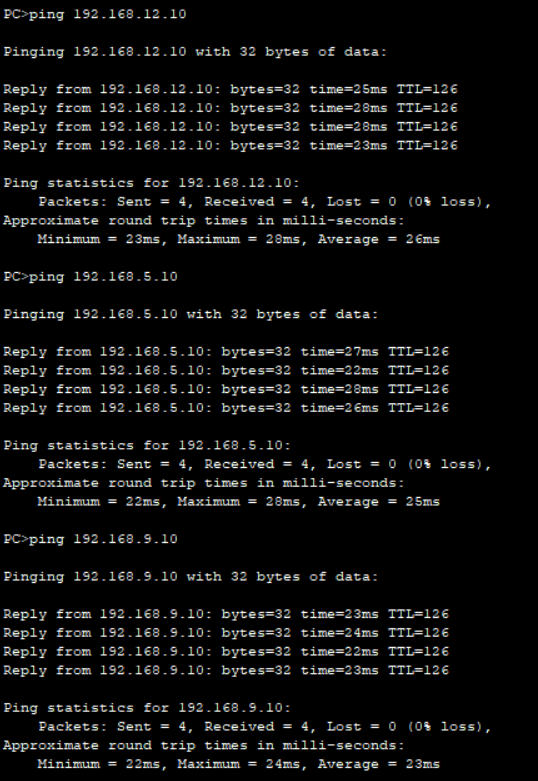 PC>ping 192.168.12.10
Pinging 192.168.12.10 with 32 bytes of data:
Reply from 192.168.12.10: bytes=32 time=25ms TTL=126
Reply from 192.168.12.10: bytes=32 time=28ms TTL=126
Reply from 192.168.12.10: bytes=32 time=28ms TTL=126
Reply from 192.168.12.10: bytes=32 time=23ms TTL=126
Ping statistics for 192.168.12.10:
    Packets: Sent = 4, Received = 4, Lost = 0 (0% loss),
Approximate round trip times in milli-seconds:
    Minimum = 23ms, Maximum = 28ms, Average = 26ms
PC>ping 192.168.5.10
Pinging 192.168.5.10 with 32 bytes of data:
Reply from 192.168.5.10: bytes=32 time=27ms TTL=126
Reply from 192.168.5.10: bytes=32 time=22ms TTL=126
Reply from 192.168.5.10: bytes=32 time=28ms TTL=126
Reply from 192.168.5.10: bytes=32 time=26ms TTL=126
Ping statistics for 192.168.5.10:
    Packets: Sent = 4, Received = 4, Lost = 0 (0% loss),
Approximate round trip times in milli-seconds:
    Minimum = 22ms, Maximum = 28ms, Average = 25ms
PC>ping 192.168.9.10
Pinging 192.168.9.10 with 32 bytes of data:
Reply from 192.168.9.10: bytes=32 time=23ms TTL=126
Reply from 192.168.9.10: bytes=32 time=24ms TTL=126
Reply from 192.168.9.10: bytes=32 time=22ms TTL=126
Reply from 192.168.9.10: bytes=32 time=23ms TTL=126
Ping statistics for 192.168.9.10:
    Packets: Sent = 4, Received = 4, Lost = 0 (0% loss),
Approximate round trip times in milli-seconds:
    Minimum = 22ms, Maximum = 24ms, Average = 23ms